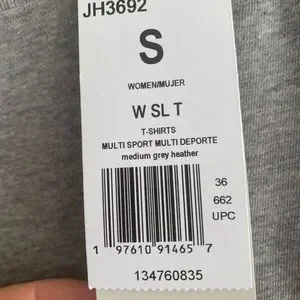 JH3692
S
WOMEN/MUJER
W SL T
T-SHIRTS
MULTI SPORT MULTI DEPORTE
medium grey heather
36
662
UPC
1 97610 91465 7
134760835